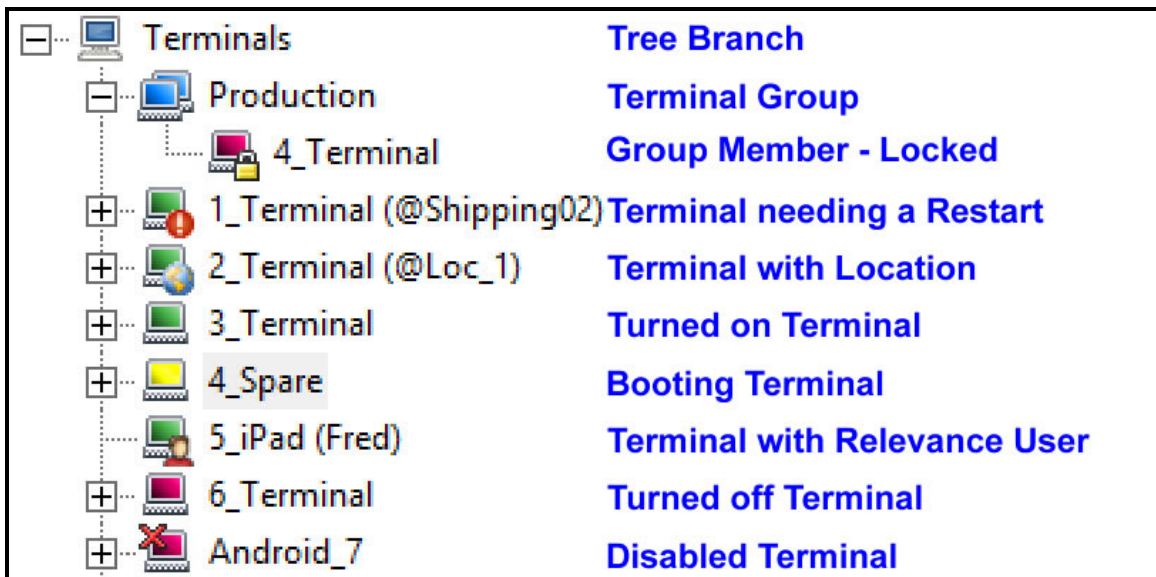 Terminals Tree Branch
Production Terminal Group
4_Terminal Group Member - Locked
1_Terminal (@Shipping02) Terminal needing a Restart
2_Terminal (@Loc_1) Terminal with Location
3_Terminal Turned on Terminal
4_Spare Booting Terminal
5_iPad (Fred) Terminal with Relevance User
6_Terminal Turned off Terminal
Android_7 Disabled Terminal